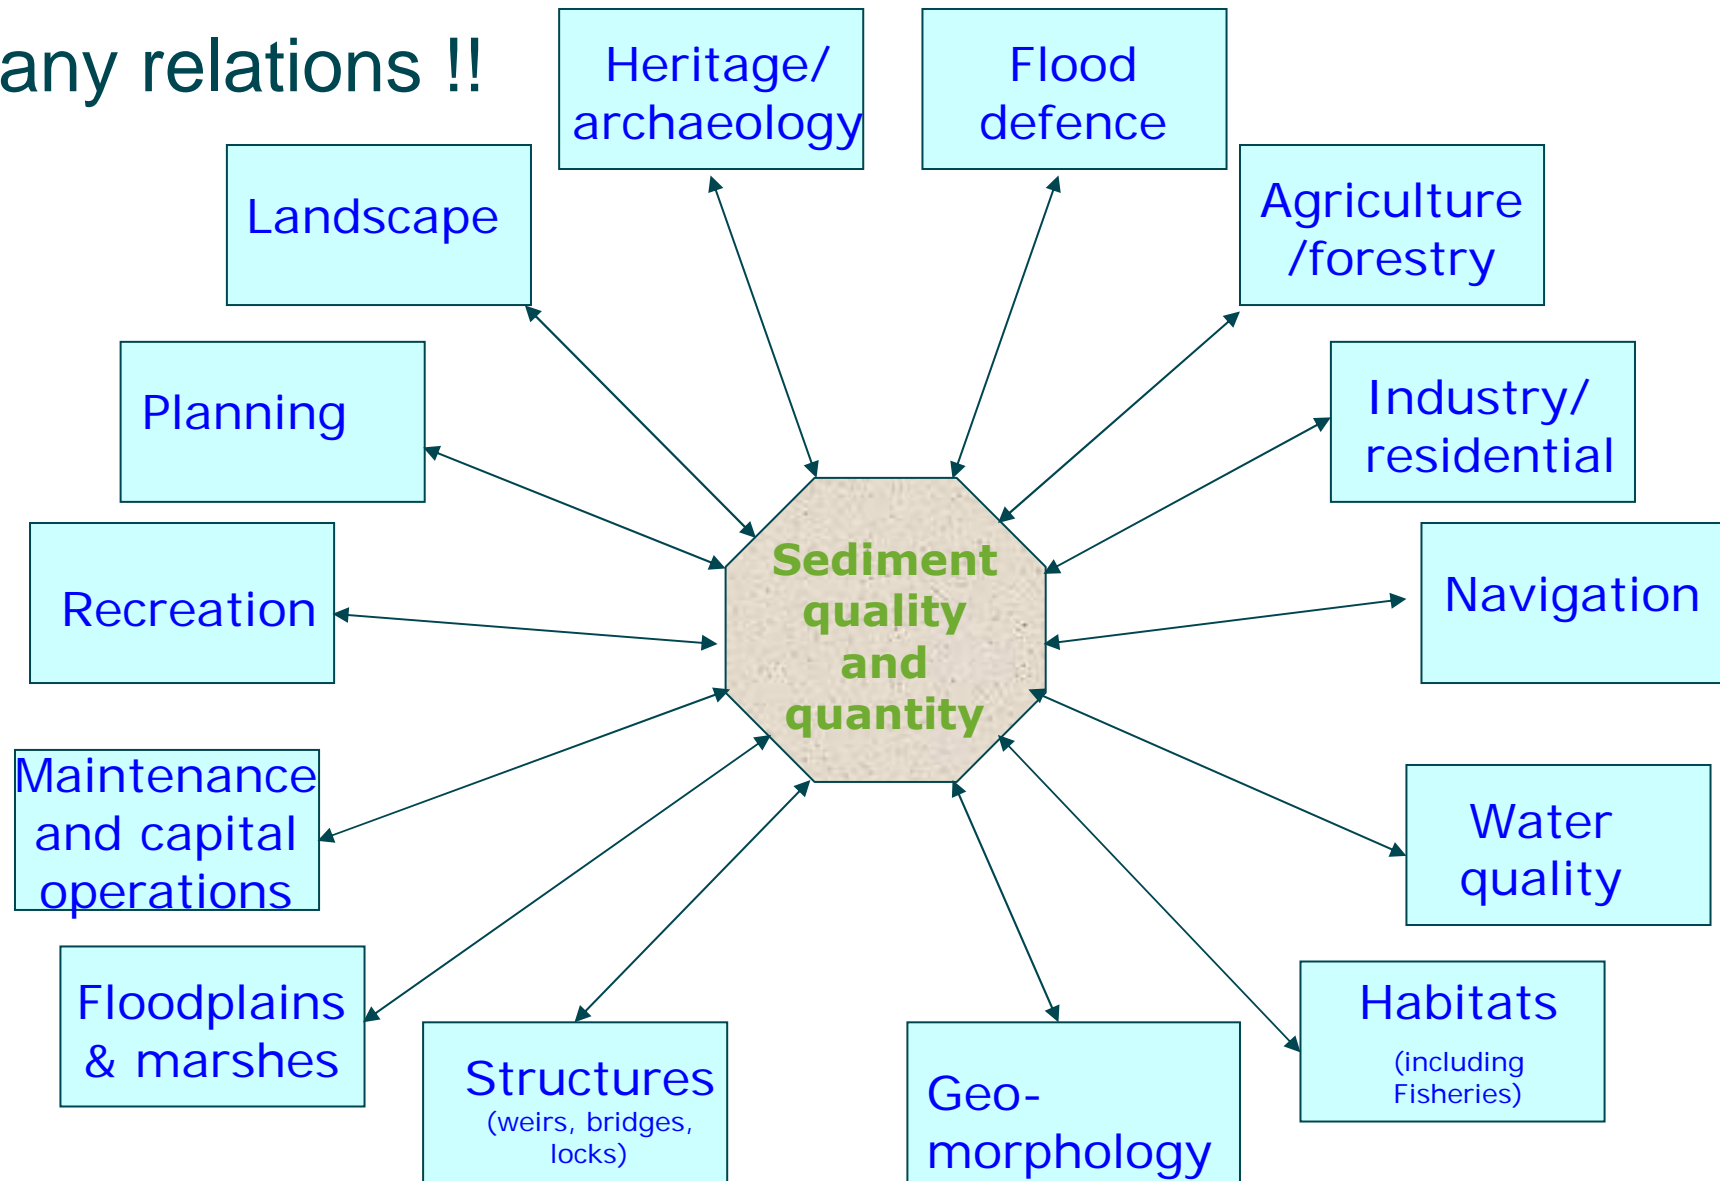 any relations !!
Heritage/
archaeology
Flood
defence
Landscape
Agriculture
/forestry
Planning
Industry/
residential
Recreation
Sediment
quality
and
quantity
Navigation
Maintenance
and capital
operations
Water
quality
Floodplains
& marshes
Structures
(weirs, bridges,
locks)
Geo-
morphology
Habitats
(including
Fisheries)